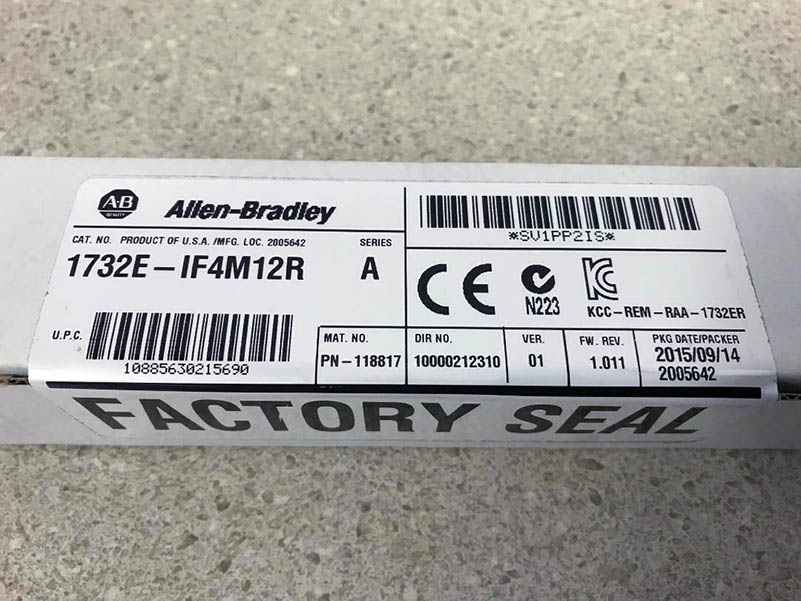 A-B
QUALITY
Allen-Bradley
CAT. NO. PRODUCT OF U.S.A. /MFG. LOC. 2005642
SERIES
1732E-IF4M12R
A
U.P.C.
10885630215690
*SV1PP2IS*
CE
N223
KCC-REM-RAA-1732ER
MAT. NO.
PN-118817
DIR NO.
10000212310
VER.
01
FW. REV.
1.011
PKG DATE/PACKER
2015/09/14
2005642
FACTORY SEAL